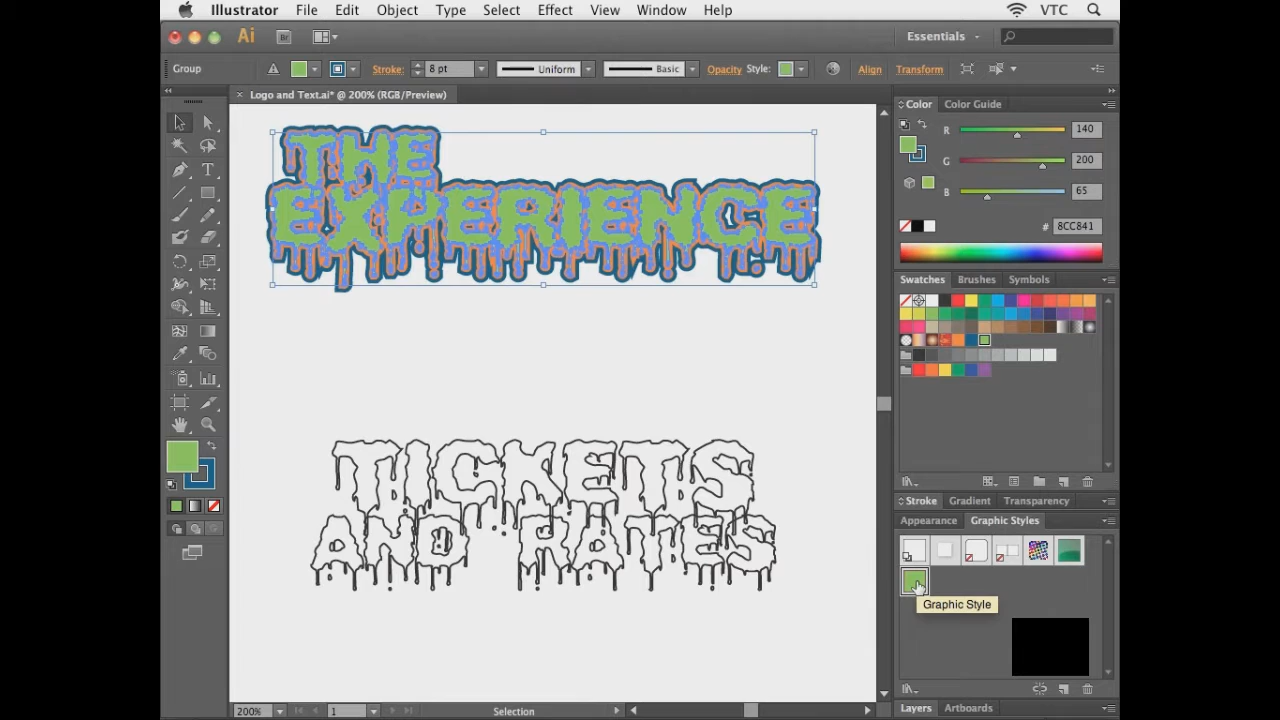 Illustrator File Edit Object Type Select Effect View Window Help VTC
Ai Br Essentials
Group Stroke: 8 pt Uniform Basic Opacity Style: Align Transform
× Logo and Text.ai* @ 200% (RGB/Preview)
Color Color Guide
R 140
G 200
B 65
# 8CC841
THE
EXPERIENCE
Swatches Brushes Symbols
TICKETS
AND RATES
Stroke Gradient Transparency
Appearance Graphic Styles
Graphic Style
200% 1 Selection
Layers Artboards